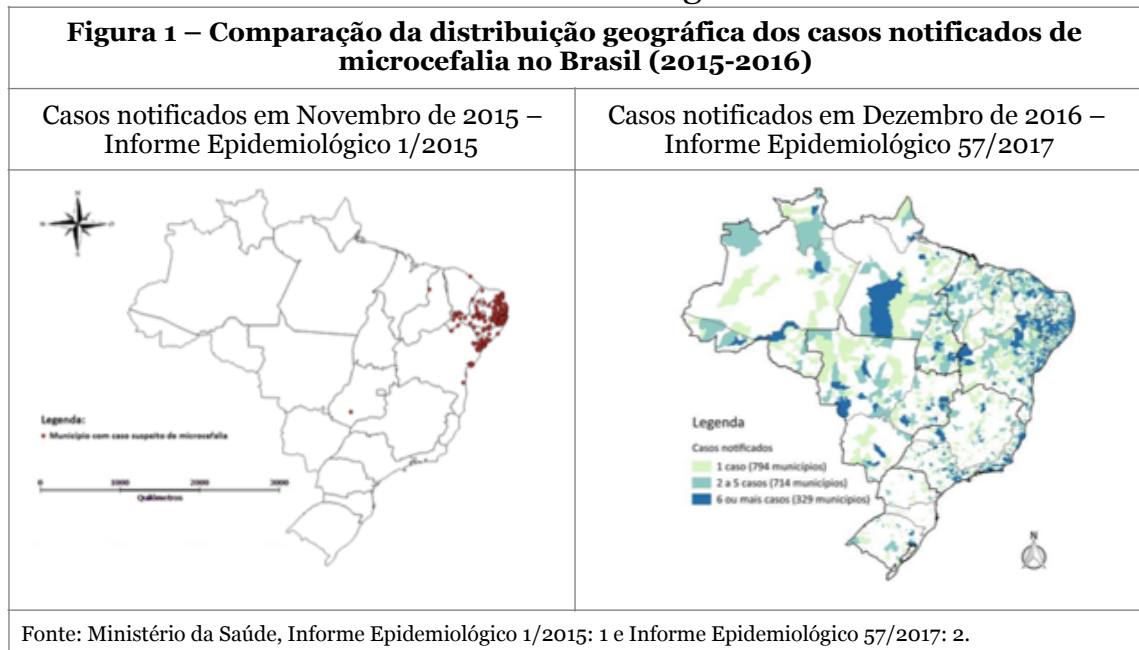 Figura 1 – Comparação da distribuição geográfica dos casos notificados de
microcefalia no Brasil (2015-2016)
Casos notificados em Novembro de 2015 –
Informe Epidemiológico 1/2015
Casos notificados em Dezembro de 2016 –
Informe Epidemiológico 57/2017
N
S
Legenda:
Município com caso suspeito de microcefalia
0 1000 2000 3000
Quilômetros
Legenda
Casos notificados
1 caso (794 municípios)
2 a 5 casos (714 municípios)
6 ou mais casos (329 municípios)
N
Fonte: Ministério da Saúde, Informe Epidemiológico 1/2015: 1 e Informe Epidemiológico 57/2017: 2.